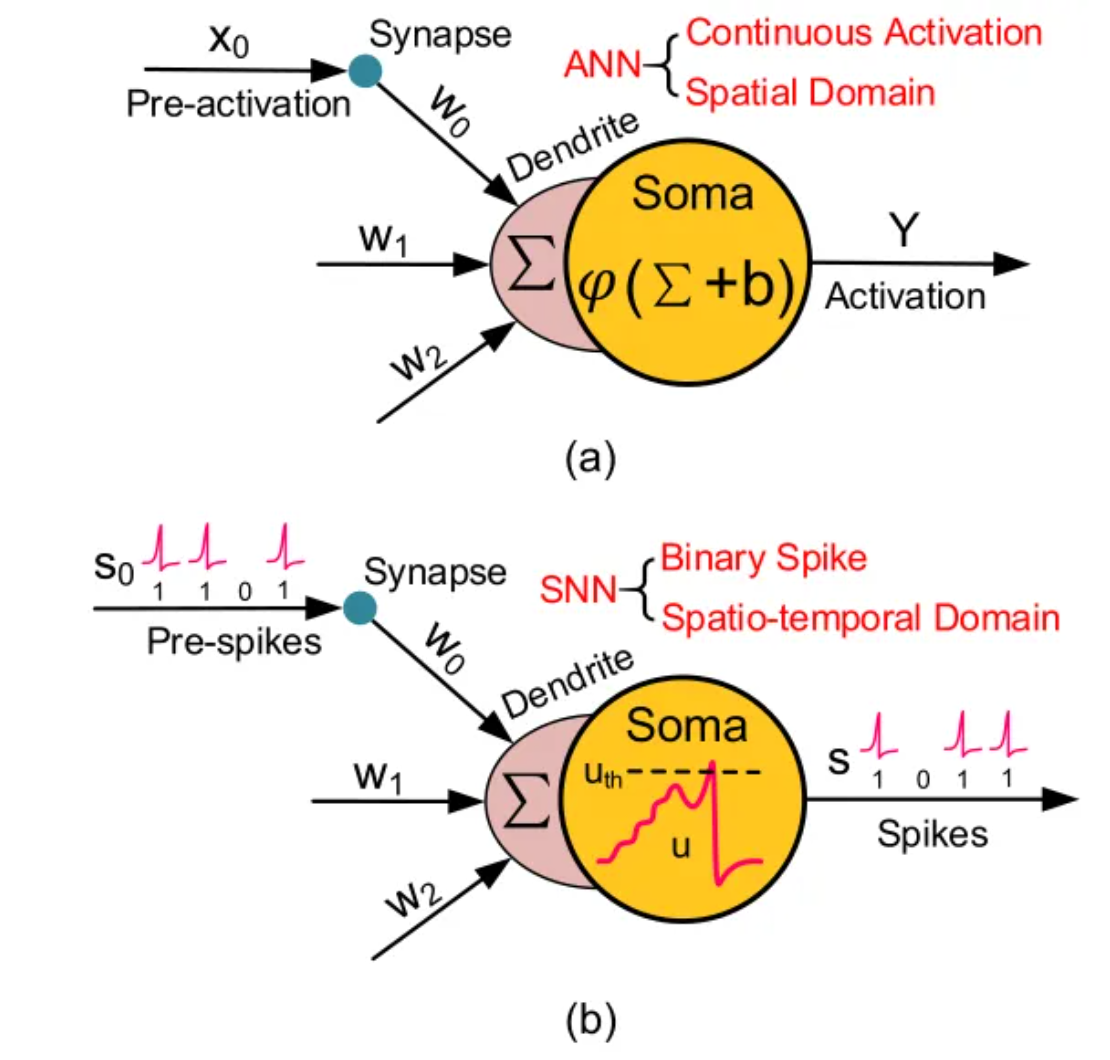 x0
Synapse
Pre-activation
w0
ANN
Continuous Activation
Spatial Domain
Dendrite
w1
w2
Σ
Soma
φ(Σ+b)
Y
Activation
(a)
s0
1 1 0 1
Pre-spikes
Synapse
w0
SNN
Binary Spike
Spatio-temporal Domain
Dendrite
w1
w2
Σ
Soma
uth
u
s
1 0 1 1
Spikes
(b)